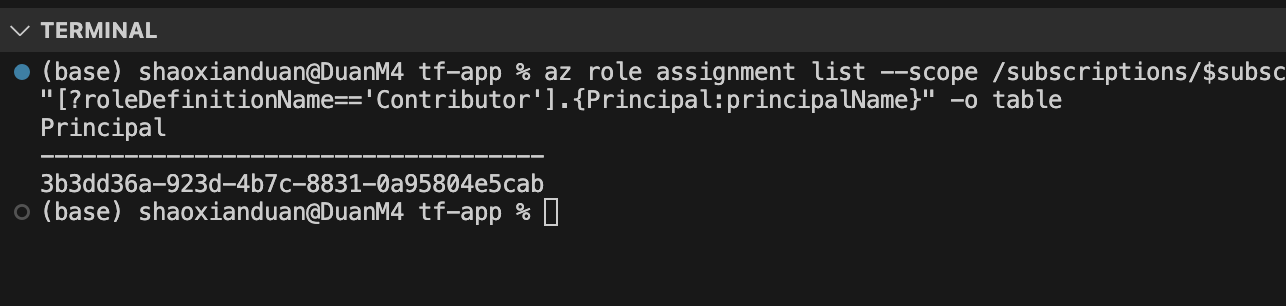 TERMINAL
(base) shaoxianduan@DuanM4 tf-app % az role assignment list --scope /subscriptions/$subsc
"[?roleDefinitionName=='Contributor'].{Principal:principalName}" -o table
Principal
------------------------------------
3b3dd36a-923d-4b7c-8831-0a95804e5cab
(base) shaoxianduan@DuanM4 tf-app %